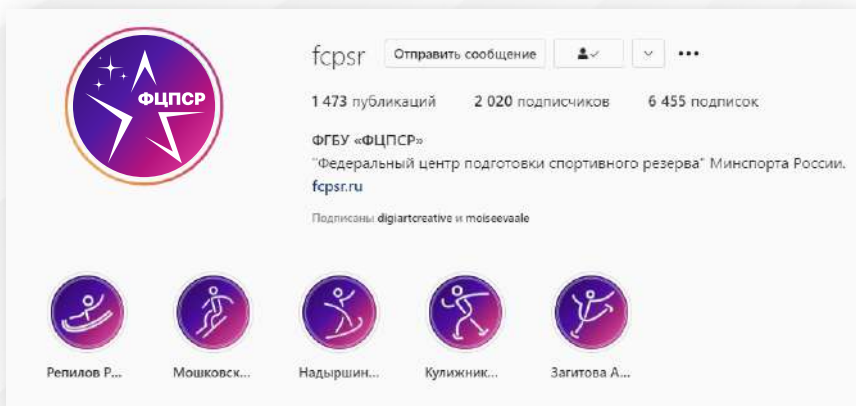 ФЦПСР
fcpsr Отправить сообщение
1 473 публикаций 2 020 подписчиков 6 455 подписок
ФГБУ «ФЦПСР»
"Федеральный центр подготовки спортивного резерва" Минспорта России.
fcpsr.ru
Подписаны digiartcreative и moiseevaale
Репилов Р... Мошковск... Надыршин... Кулижник... Загитова А...